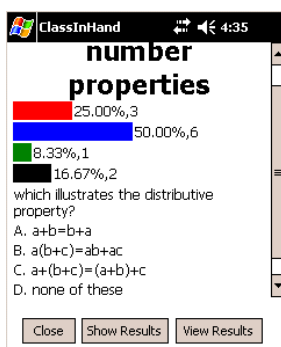 ClassInHand 4:35
number
properties
25.00%,3
50.00%,6
8.33%,1
16.67%,2
which illustrates the distributive
property?
A. a+b=b+a
B. a(b+c)=ab+ac
C. a+(b+c)=(a+b)+c
D. none of these
Close Show Results View Results